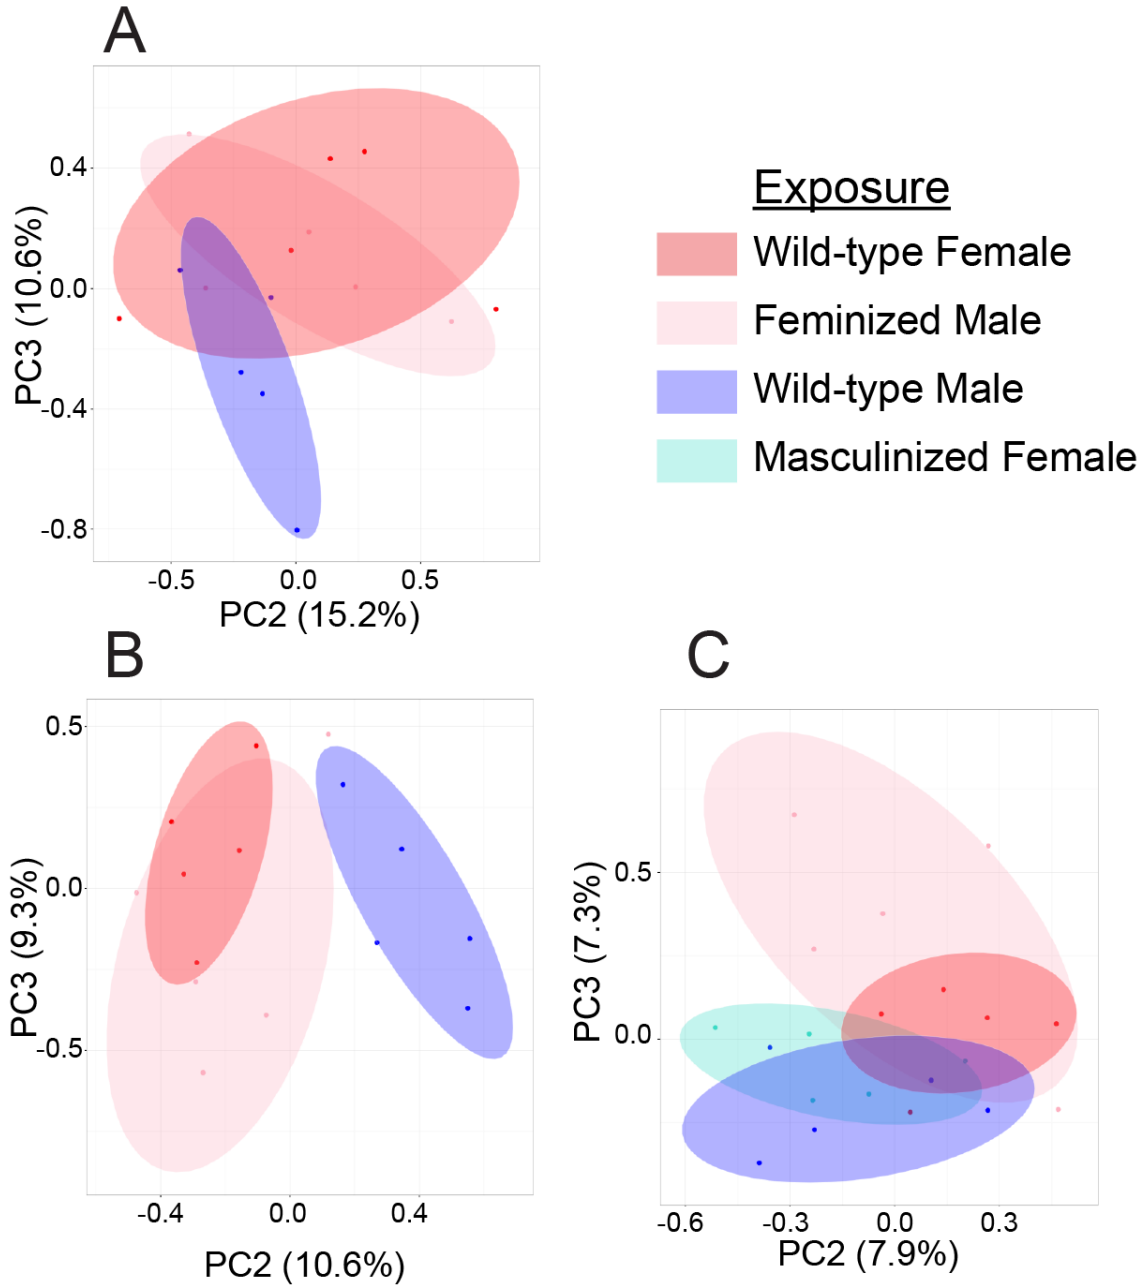 A
PC3 (10.6%)
0.4
0.0
-0.4
-0.8
-0.5 0.0 0.5
PC2 (15.2%)
Exposure
Wild-type Female
Feminized Male
Wild-type Male
Masculinized Female
B
PC3 (9.3%)
0.5
0.0
-0.5
-0.4 0.0 0.4
PC2 (10.6%)
C
PC3 (7.3%)
0.5
0.0
-0.6 -0.3 0.0 0.3
PC2 (7.9%)